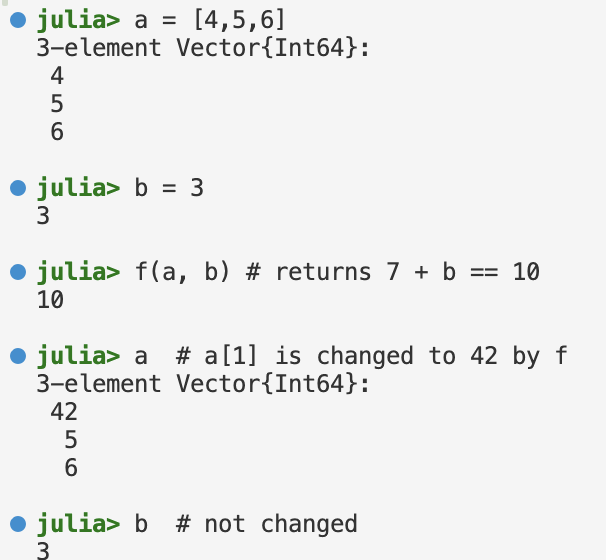 julia> a = [4,5,6]
3-element Vector{Int64}:
 4
 5
 6
julia> b = 3
3
julia> f(a, b) # returns 7 + b == 10
10
julia> a  # a[1] is changed to 42 by f
3-element Vector{Int64}:
 42
  5
  6
julia> b  # not changed
3